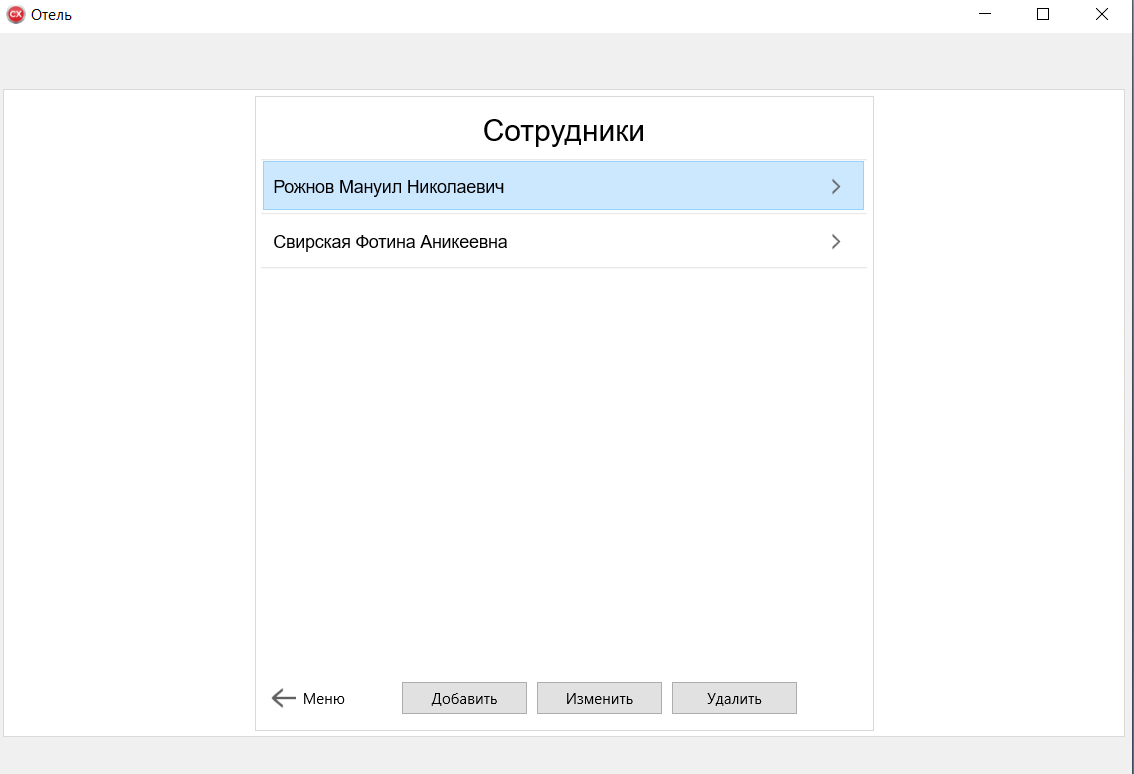 CX Отель
Сотрудники
Рожнов Мануил Николаевич
Свирская Фотина Аникеевна
Меню Добавить Изменить Удалить